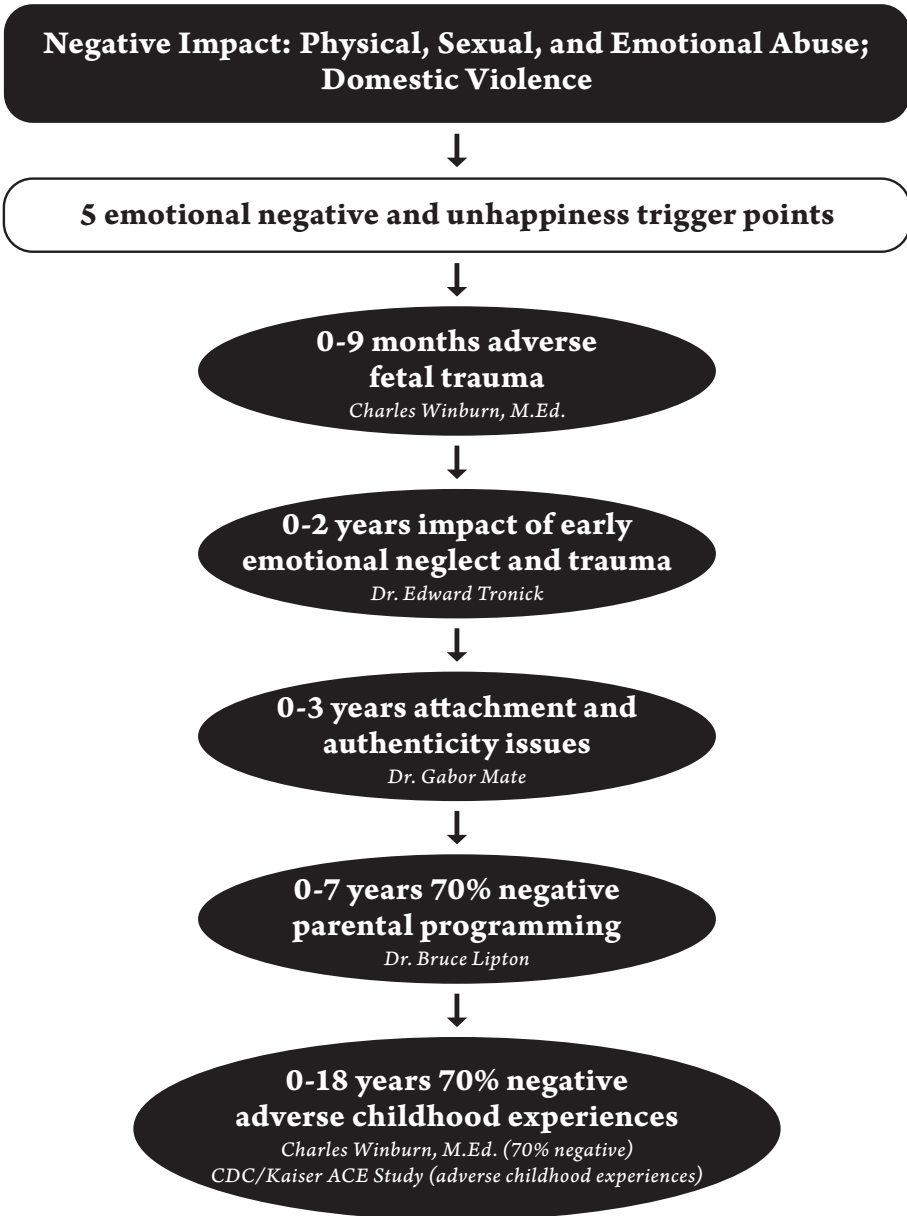 Negative Impact: Physical, Sexual, and Emotional Abuse;
Domestic Violence
5 emotional negative and unhappiness trigger points
0-9 months adverse
fetal trauma
Charles Winburn, M.Ed.
0-2 years impact of early
emotional neglect and trauma
Dr. Edward Tronick
0-3 years attachment and
authenticity issues
Dr. Gabor Mate
0-7 years 70% negative
parental programming
Dr. Bruce Lipton
0-18 years 70% negative
adverse childhood experiences
Charles Winburn, M.Ed. (70% negative)
CDC/Kaiser ACE Study (adverse childhood experiences)